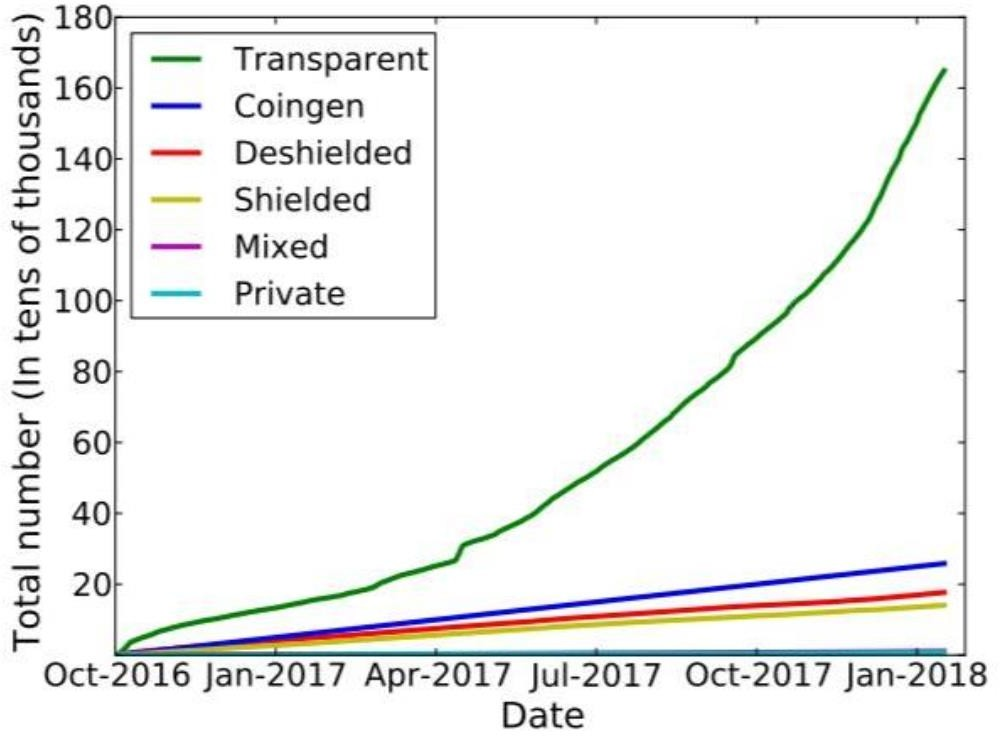 Total number (In tens of thousands)
180
160
140
120
100
80
60
40
20
Transparent
Coingen
Deshielded
Shielded
Mixed
Private
Oct-2016 Jan-2017 Apr-2017 Jul-2017 Oct-2017 Jan-2018
Date